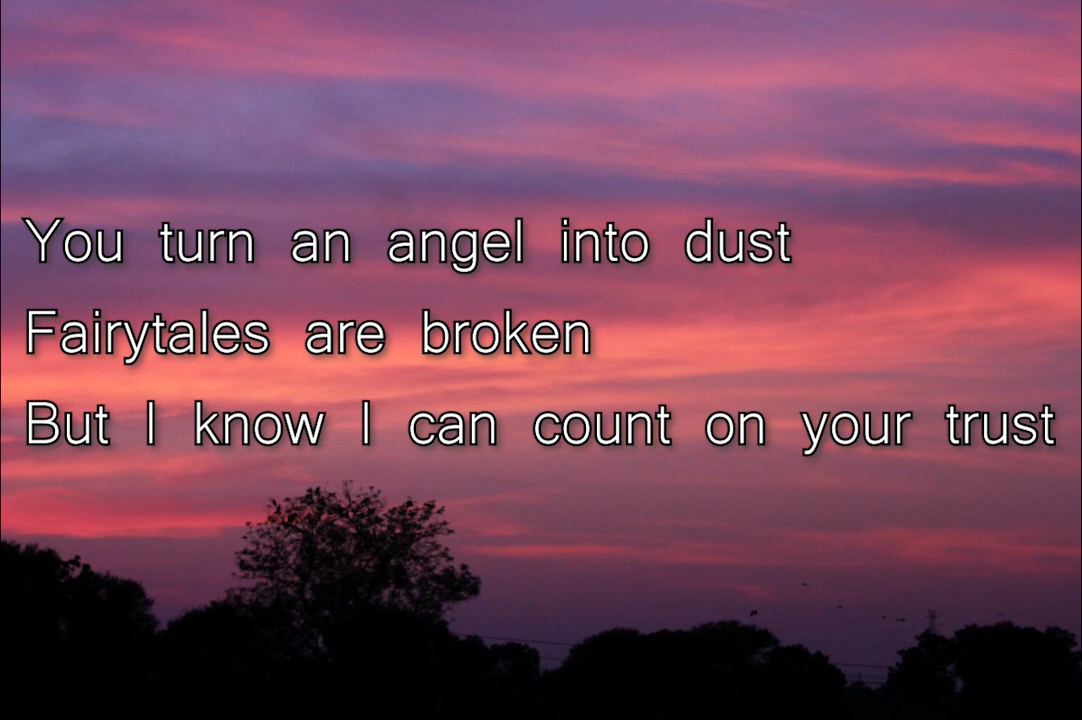 You turn an angel into dust
Fairytales are broken
But I know I can count on your trust